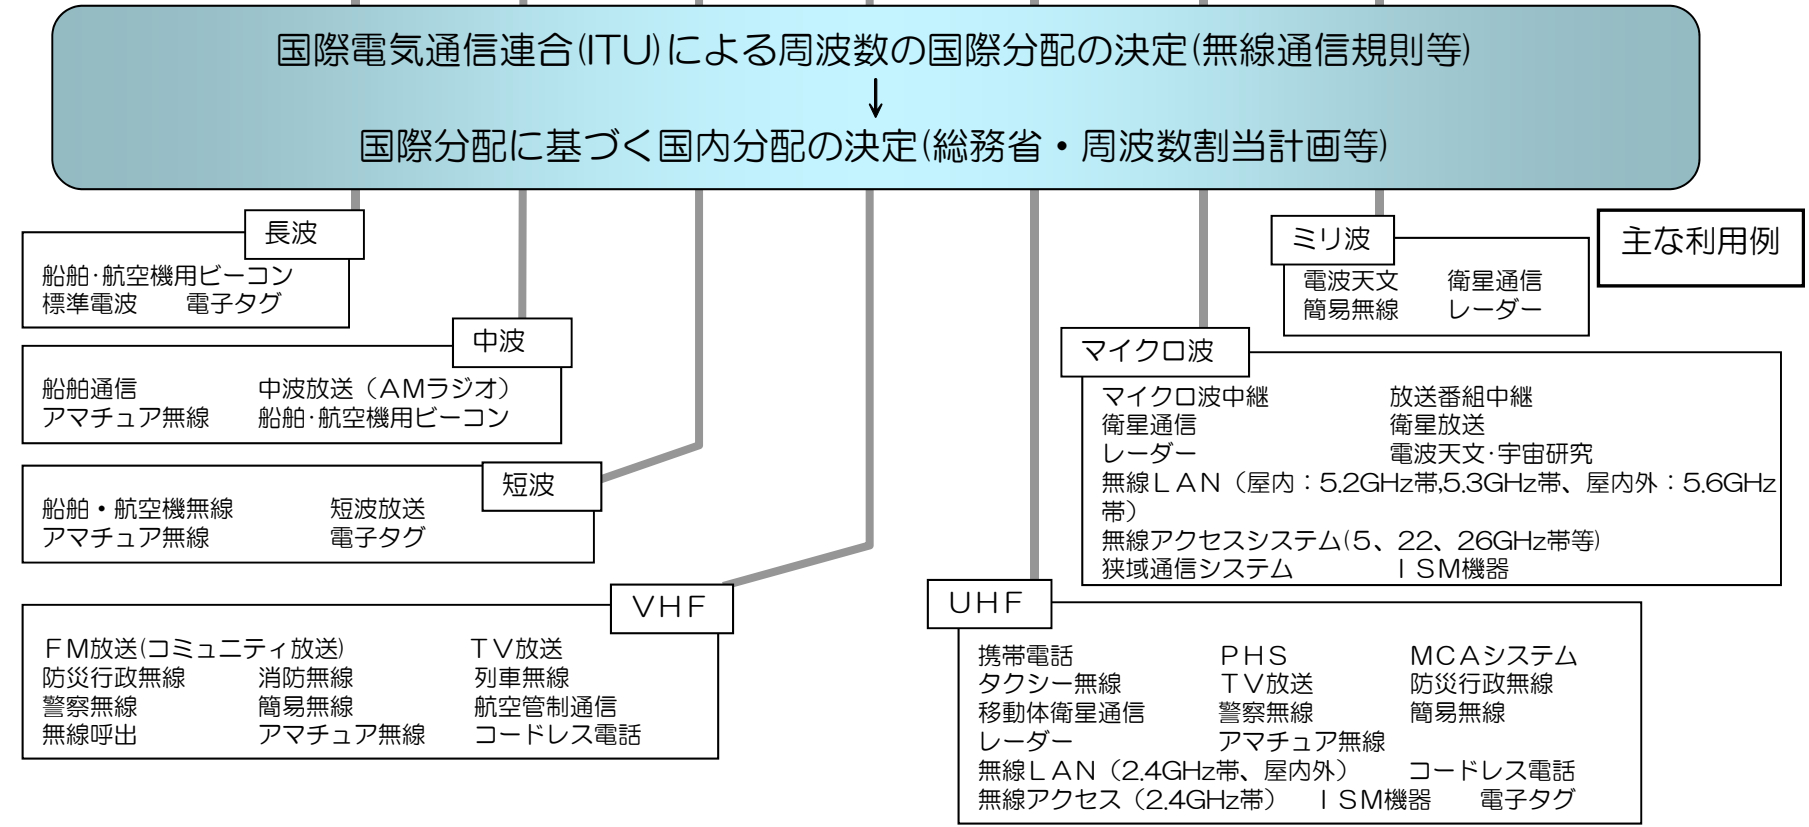 国際電気通信連合(ITU)による周波数の国際分配の決定(無線通信規則等)
↓
国際分配に基づく国内分配の決定(総務省・周波数割当計画等)
長波
船舶･航空機用ビーコン
標準電波 電子タグ
中波
船舶通信 中波放送（ＡＭラジオ）
アマチュア無線 船舶･航空機用ビーコン
短波
船舶・航空機無線 短波放送
アマチュア無線 電子タグ
ＶＨＦ
ＦＭ放送(コミュニティ放送) ＴＶ放送
防災行政無線 消防無線 列車無線
警察無線 簡易無線 航空管制通信
無線呼出 アマチュア無線 コードレス電話
ミリ波
電波天文 衛星通信
簡易無線 レーダー
主な利用例
マイクロ波
マイクロ波中継 放送番組中継
衛星通信 衛星放送
レーダー 電波天文･宇宙研究
無線ＬＡＮ（屋内：5.2GHz帯,5.3GHz帯、屋内外：5.6GHz
帯）
無線アクセスシステム(5、22、26GHz帯等)
狭域通信システム ＩＳＭ機器
ＵＨＦ
携帯電話 ＰＨＳ ＭＣＡシステム
タクシー無線 ＴＶ放送 防災行政無線
移動体衛星通信 警察無線 簡易無線
レーダー アマチュア無線
無線ＬＡＮ（2.4GHz帯、屋内外） コードレス電話
無線アクセス（2.4GHz帯） ＩＳＭ機器 電子タグ